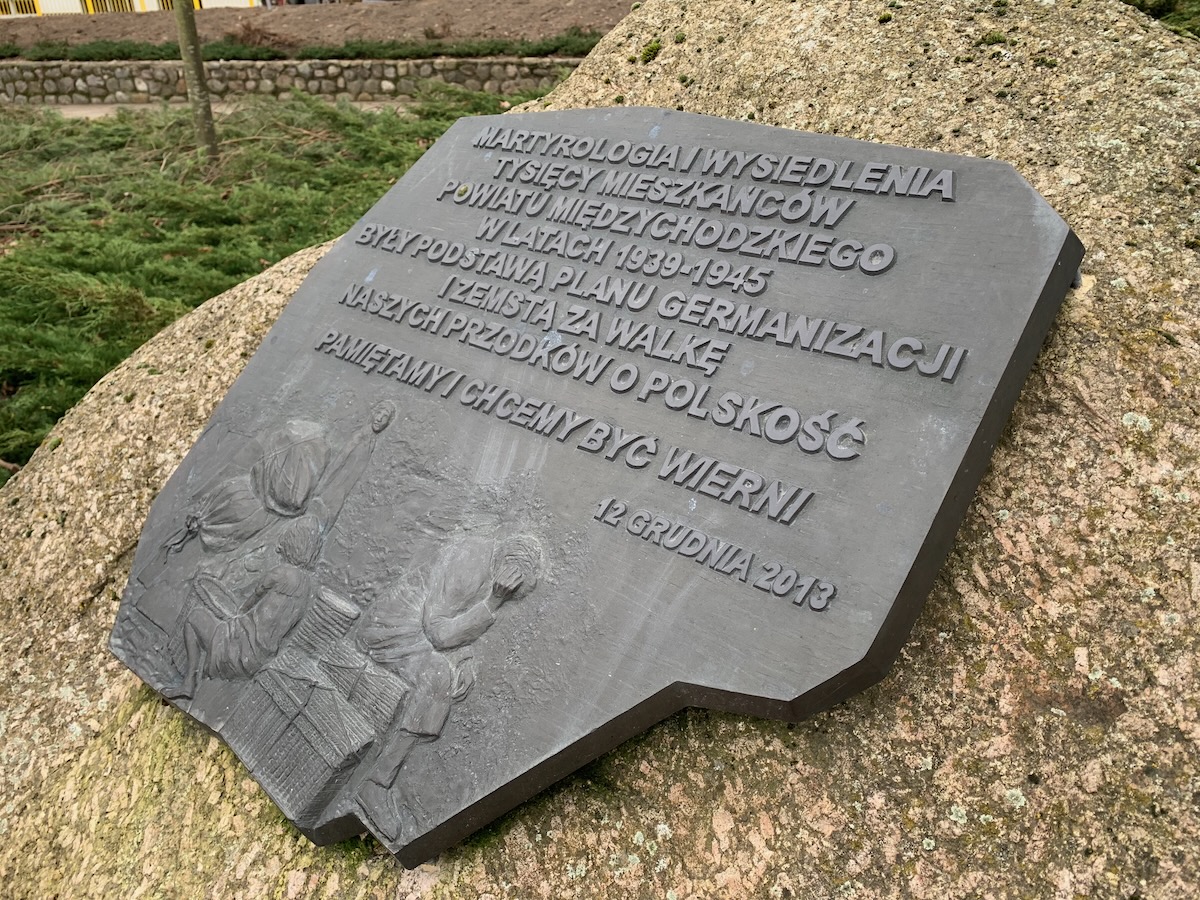 MARTYROLOGIA I WYSIEDLENIA
TYSIĘCY MIESZKAŃCÓW
POWIATU MIĘDZYCHODZKIEGO
W LATACH 1939-1945
BYŁY PODSTAWĄ PLANU GERMANIZACJI
I ZEMSTĄ ZA WALKĘ
NASZYCH PRZODKÓW O POLSKOŚĆ
PAMIĘTAMY I CHCEMY BYĆ WIERNI
12 GRUDNIA 2013